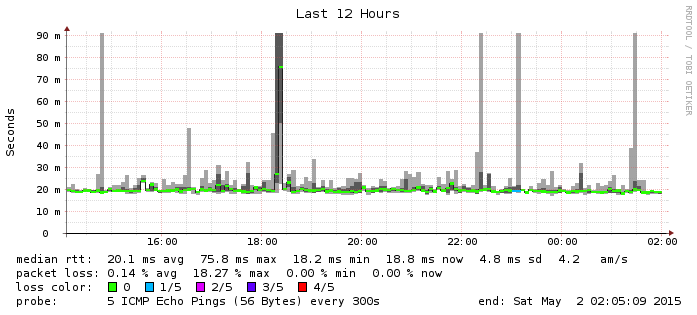 Last 12 Hours
RRDTOOL / TOBI OETIKER
Seconds
90 m
80 m
70 m
60 m
50 m
40 m
30 m
20 m
10 m
0
16:00 18:00 20:00 22:00 00:00 02:00
median rtt: 20.1 ms avg 75.8 ms max 18.2 ms min 18.8 ms now 4.8 ms sd 4.2 am/s
packet loss: 0.14 % avg 18.27 % max 0.00 % min 0.00 % now
loss color: 0 1/5 2/5 3/5 4/5
probe: 5 ICMP Echo Pings (56 Bytes) every 300s end: Sat May 2 02:05:09 2015